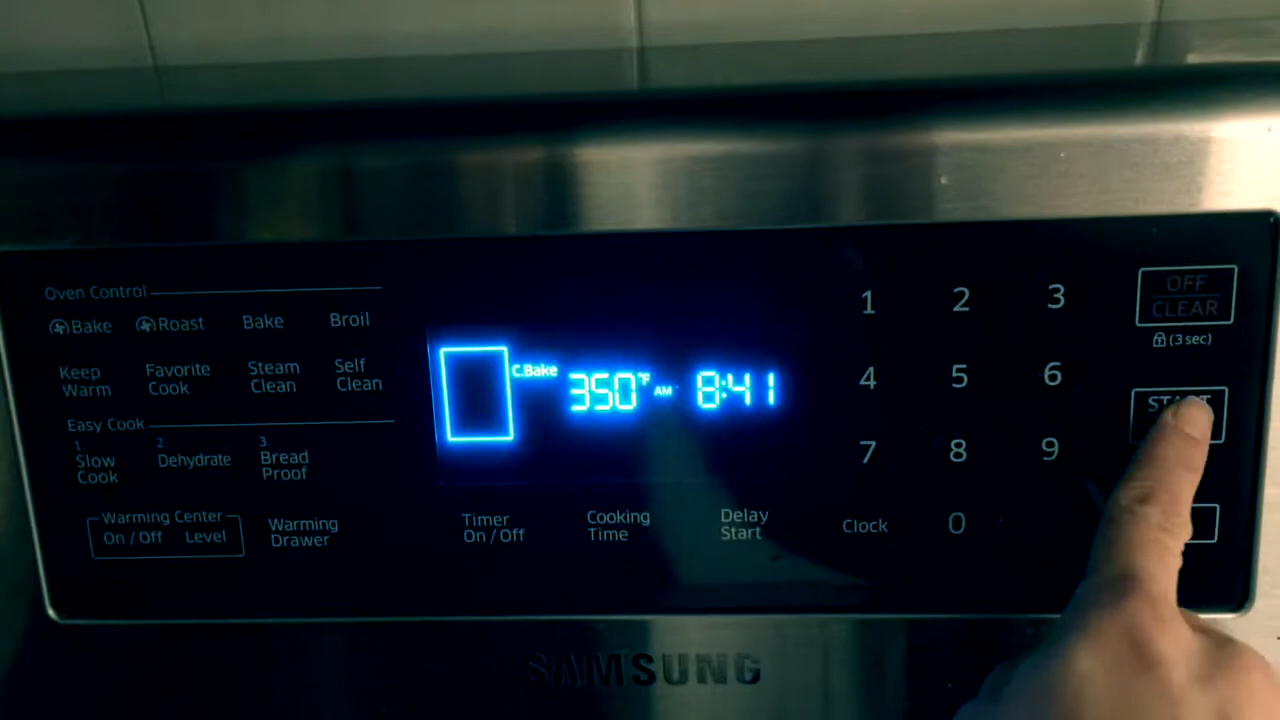 Oven Control
Bake Roast Bake Broil
Keep Warm Favorite Cook Steam Clean Self Clean
Easy Cook
1. Slow Cook 2. Dehydrate 3. Bread Proof
Warming Center
On / Off Level
Warming Drawer
C.Bake 350°F AM 8:41
Timer On / Off Cooking Time Delay Start
1 2 3
4 5 6
7 8 9
Clock 0
OFF
CLEAR
(3 sec)
START
SAMSUNG